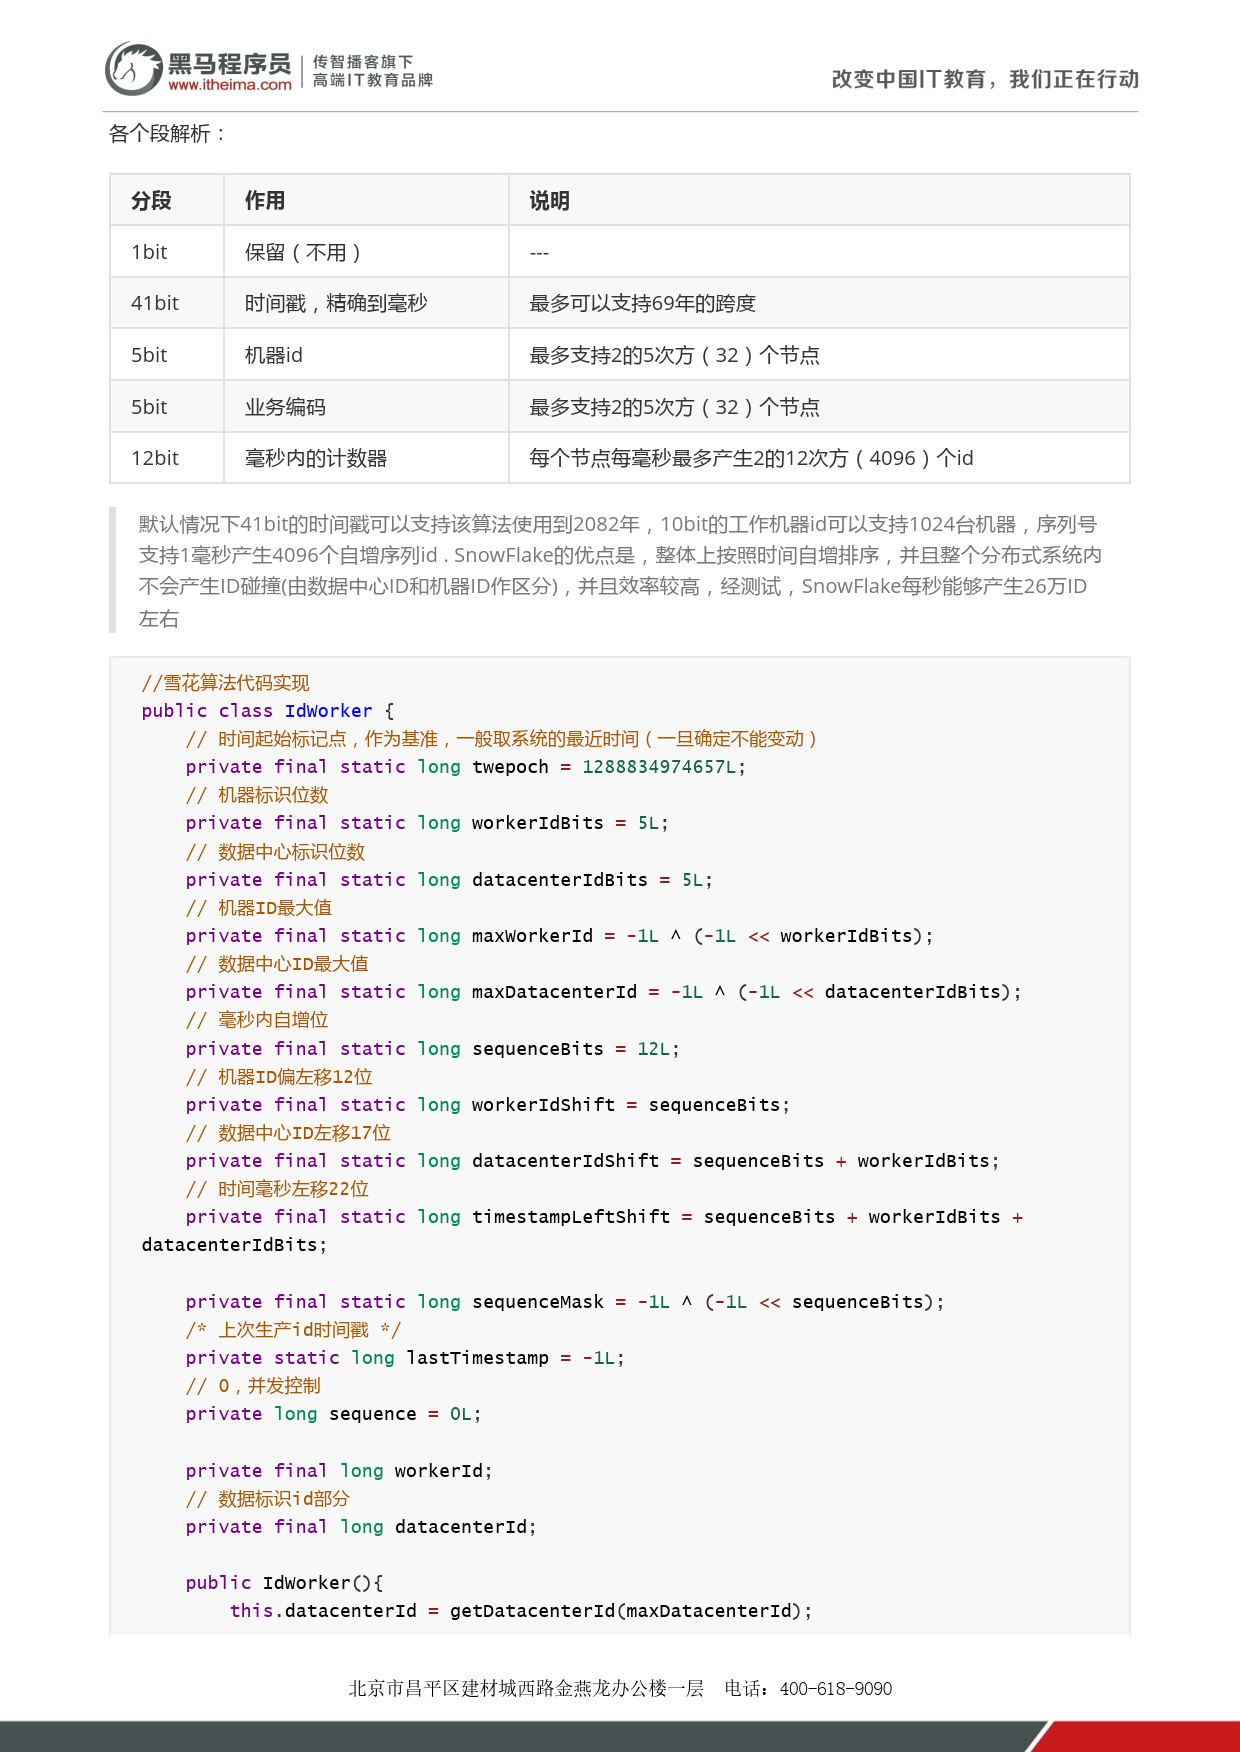 黑马程序员
www.itheima.com
传智播客旗下
高端IT教育品牌
改变中国IT教育，我们正在行动
各个段解析：
分段 作用 说明
1bit 保留（不用） ---
41bit 时间戳，精确到毫秒 最多可以支持69年的跨度
5bit 机器id 最多支持2的5次方（32）个节点
5bit 业务编码 最多支持2的5次方（32）个节点
12bit 毫秒内的计数器 每个节点每毫秒最多产生2的12次方（4096）个id
默认情况下41bit的时间戳可以支持该算法使用到2082年，10bit的工作机器id可以支持1024台机器，序列号
支持1毫秒产生4096个自增序列id . SnowFlake的优点是，整体上按照时间自增排序，并且整个分布式系统内
不会产生ID碰撞(由数据中心ID和机器ID作区分)，并且效率较高，经测试，SnowFlake每秒能够产生26万ID
左右
//雪花算法代码实现
public class IdWorker {
    // 时间起始标记点，作为基准，一般取系统的最近时间（一旦确定不能变动）
    private final static long twepoch = 1288834974657L;
    // 机器标识位数
    private final static long workerIdBits = 5L;
    // 数据中心标识位数
    private final static long datacenterIdBits = 5L;
    // 机器ID最大值
    private final static long maxWorkerId = -1L ^ (-1L << workerIdBits);
    // 数据中心ID最大值
    private final static long maxDatacenterId = -1L ^ (-1L << datacenterIdBits);
    // 毫秒内自增位
    private final static long sequenceBits = 12L;
    // 机器ID偏左移12位
    private final static long workerIdShift = sequenceBits;
    // 数据中心ID左移17位
    private final static long datacenterIdShift = sequenceBits + workerIdBits;
    // 时间毫秒左移22位
    private final static long timestampLeftShift = sequenceBits + workerIdBits +
datacenterIdBits;
    private final static long sequenceMask = -1L ^ (-1L << sequenceBits);
    /* 上次生产id时间戳 */
    private static long lastTimestamp = -1L;
    // 0，并发控制
    private long sequence = 0L;
    private final long workerId;
    // 数据标识id部分
    private final long datacenterId;
    public IdWorker(){
        this.datacenterId = getDatacenterId(maxDatacenterId);
北京市昌平区建材城西路金燕龙办公楼一层 电话：400-618-9090